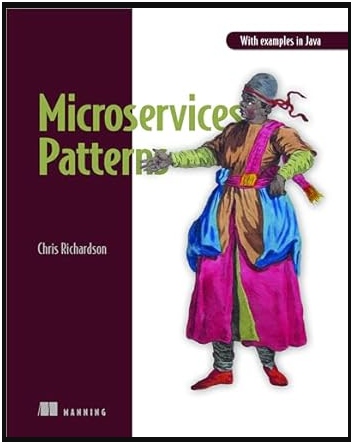 With examples in Java
Microservices
Patterns
Chris Richardson
MANNING